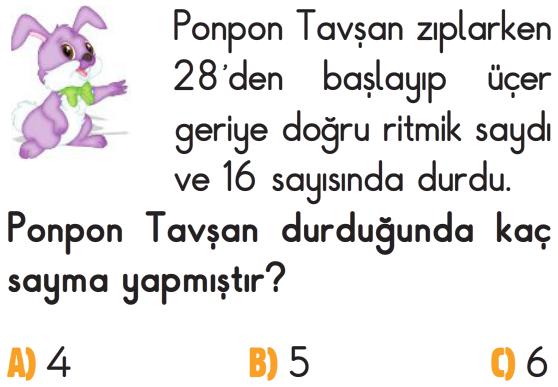 Ponpon Tavşan zıplarken
28'den başlayıp üçer
geriye doğru ritmik saydı
ve 16 sayısında durdu.
Ponpon Tavşan durduğunda kaç
sayma yapmıştır?
A) 4 B) 5 C) 6